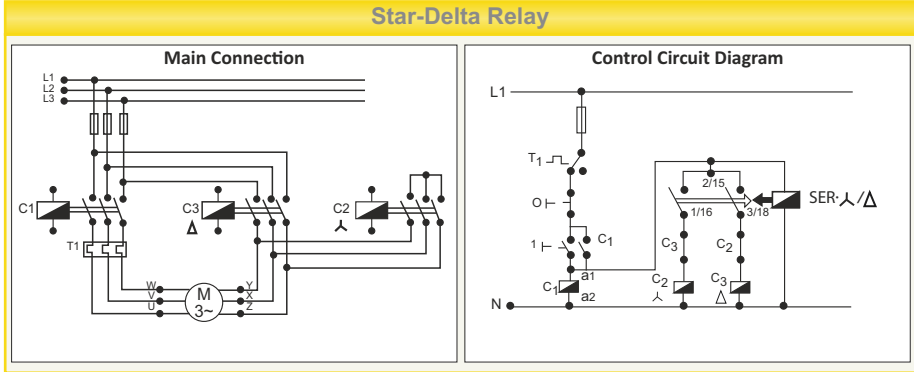 Star-Delta Relay
Main Connection
L1
L2
L3
C1
C3
Δ
C2
T1
W
V
U
M
3~
Y
X
Z
Control Circuit Diagram
L1
T1
2/15
SER-⅄/Δ
O
1/16
3/18
1
C1
C3
C2
a1
C1
a2
C2
⅄
C3
Δ
N